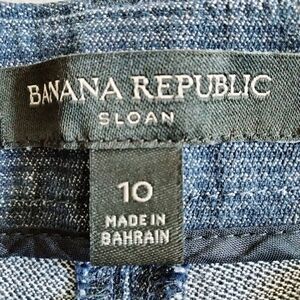 BANANA REPUBLIC
SLOAN
10
MADE IN
BAHRAIN